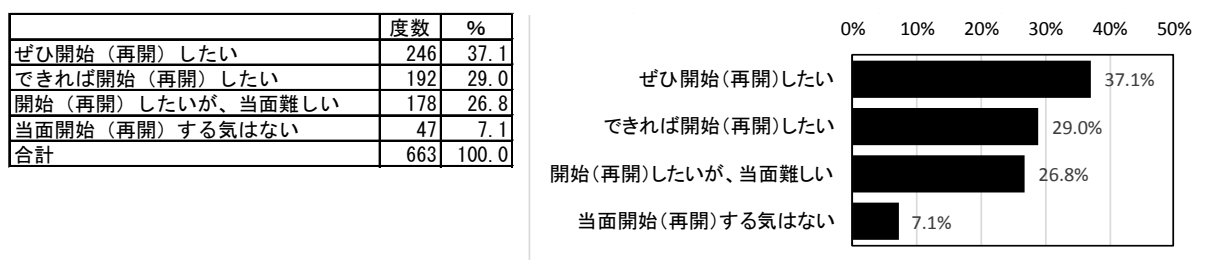 度数 %
ぜひ開始（再開）したい 246 37.1
できれば開始（再開）したい 192 29.0
開始（再開）したいが、当面難しい 178 26.8
当面開始（再開）する気はない 47 7.1
合計 663 100.0
0% 10% 20% 30% 40% 50%
ぜひ開始（再開）したい 37.1%
できれば開始（再開）したい 29.0%
開始（再開）したいが、当面難しい 26.8%
当面開始（再開）する気はない 7.1%